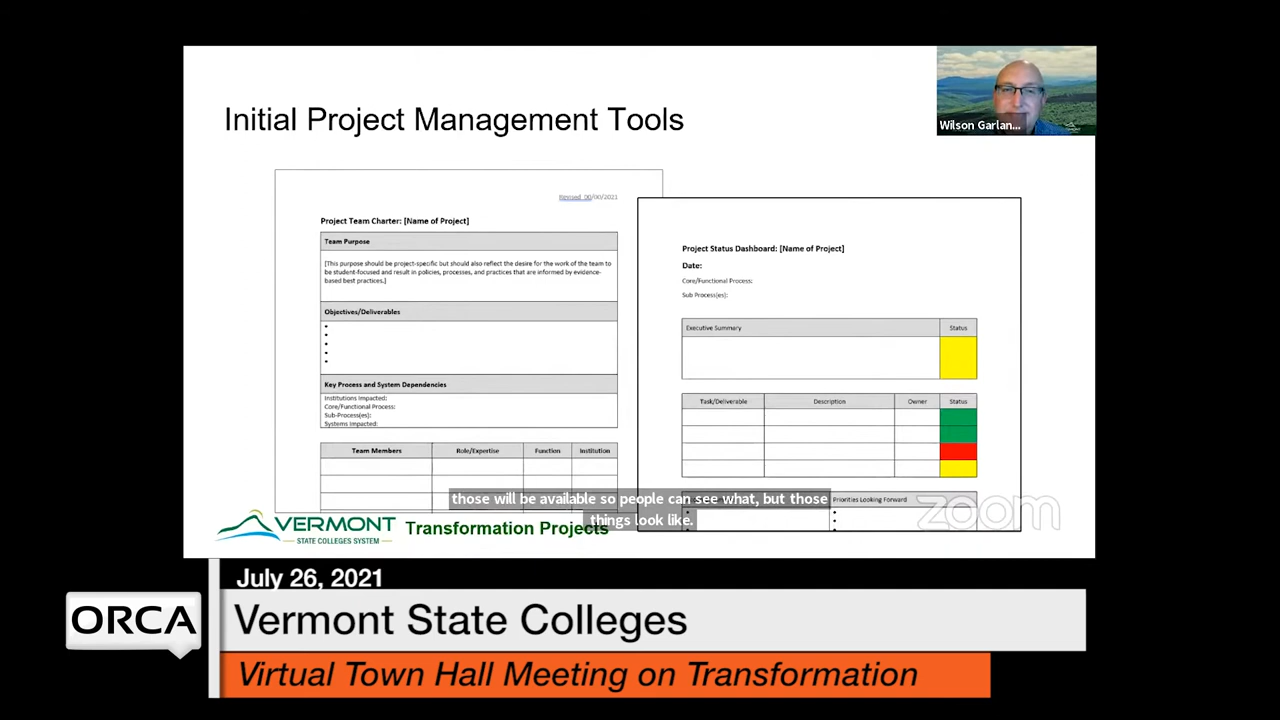 Initial Project Management Tools
Wilson Garlan...
Revised 00/00/2021
Project Team Charter: [Name of Project]
Team Purpose
[This purpose should be project-specific but should also reflect the desire for the work of the team to
be student-focused and result in policies, processes, and practices that are informed by evidence-
based best practices.]
Objectives/Deliverables
Key Process and System Dependencies
Institutions Impacted:
Core/Functional Process:
Sub-Process(es):
Systems Impacted:
Team Members Role/Expertise Function Institution
Project Status Dashboard: [Name of Project]
Date:
Core/Functional Process:
Sub Process(es):
Executive Summary Status
Task/Deliverable Description Owner Status
Priorities Looking Forward
those will be available so people can see what, but those
things look like.
zoom
VERMONT
STATE COLLEGES SYSTEM
Transformation Projects
July 26, 2021
ORCA
Vermont State Colleges
Virtual Town Hall Meeting on Transformation